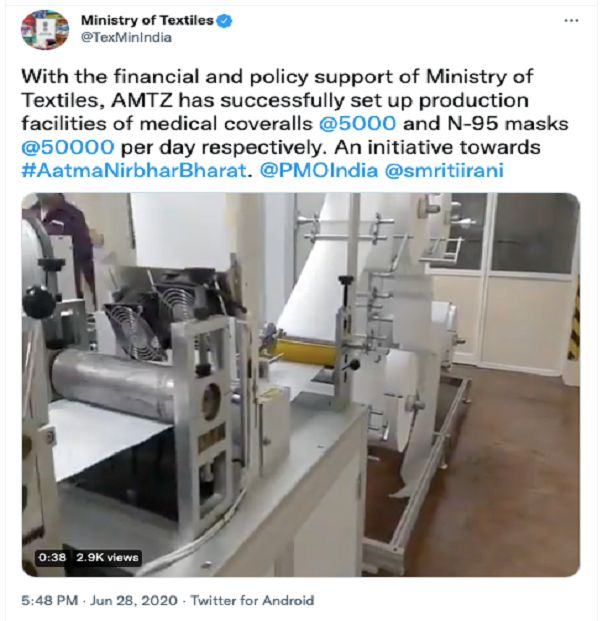 Ministry of Textiles
@TexMinIndia
With the financial and policy support of Ministry of
Textiles, AMTZ has successfully set up production
facilities of medical coveralls @5000 and N-95 masks
@50000 per day respectively. An initiative towards
#AatmaNirbharBharat. @PMOIndia @smritiirani
0:38 2.9K views
5:48 PM · Jun 28, 2020 · Twitter for Android